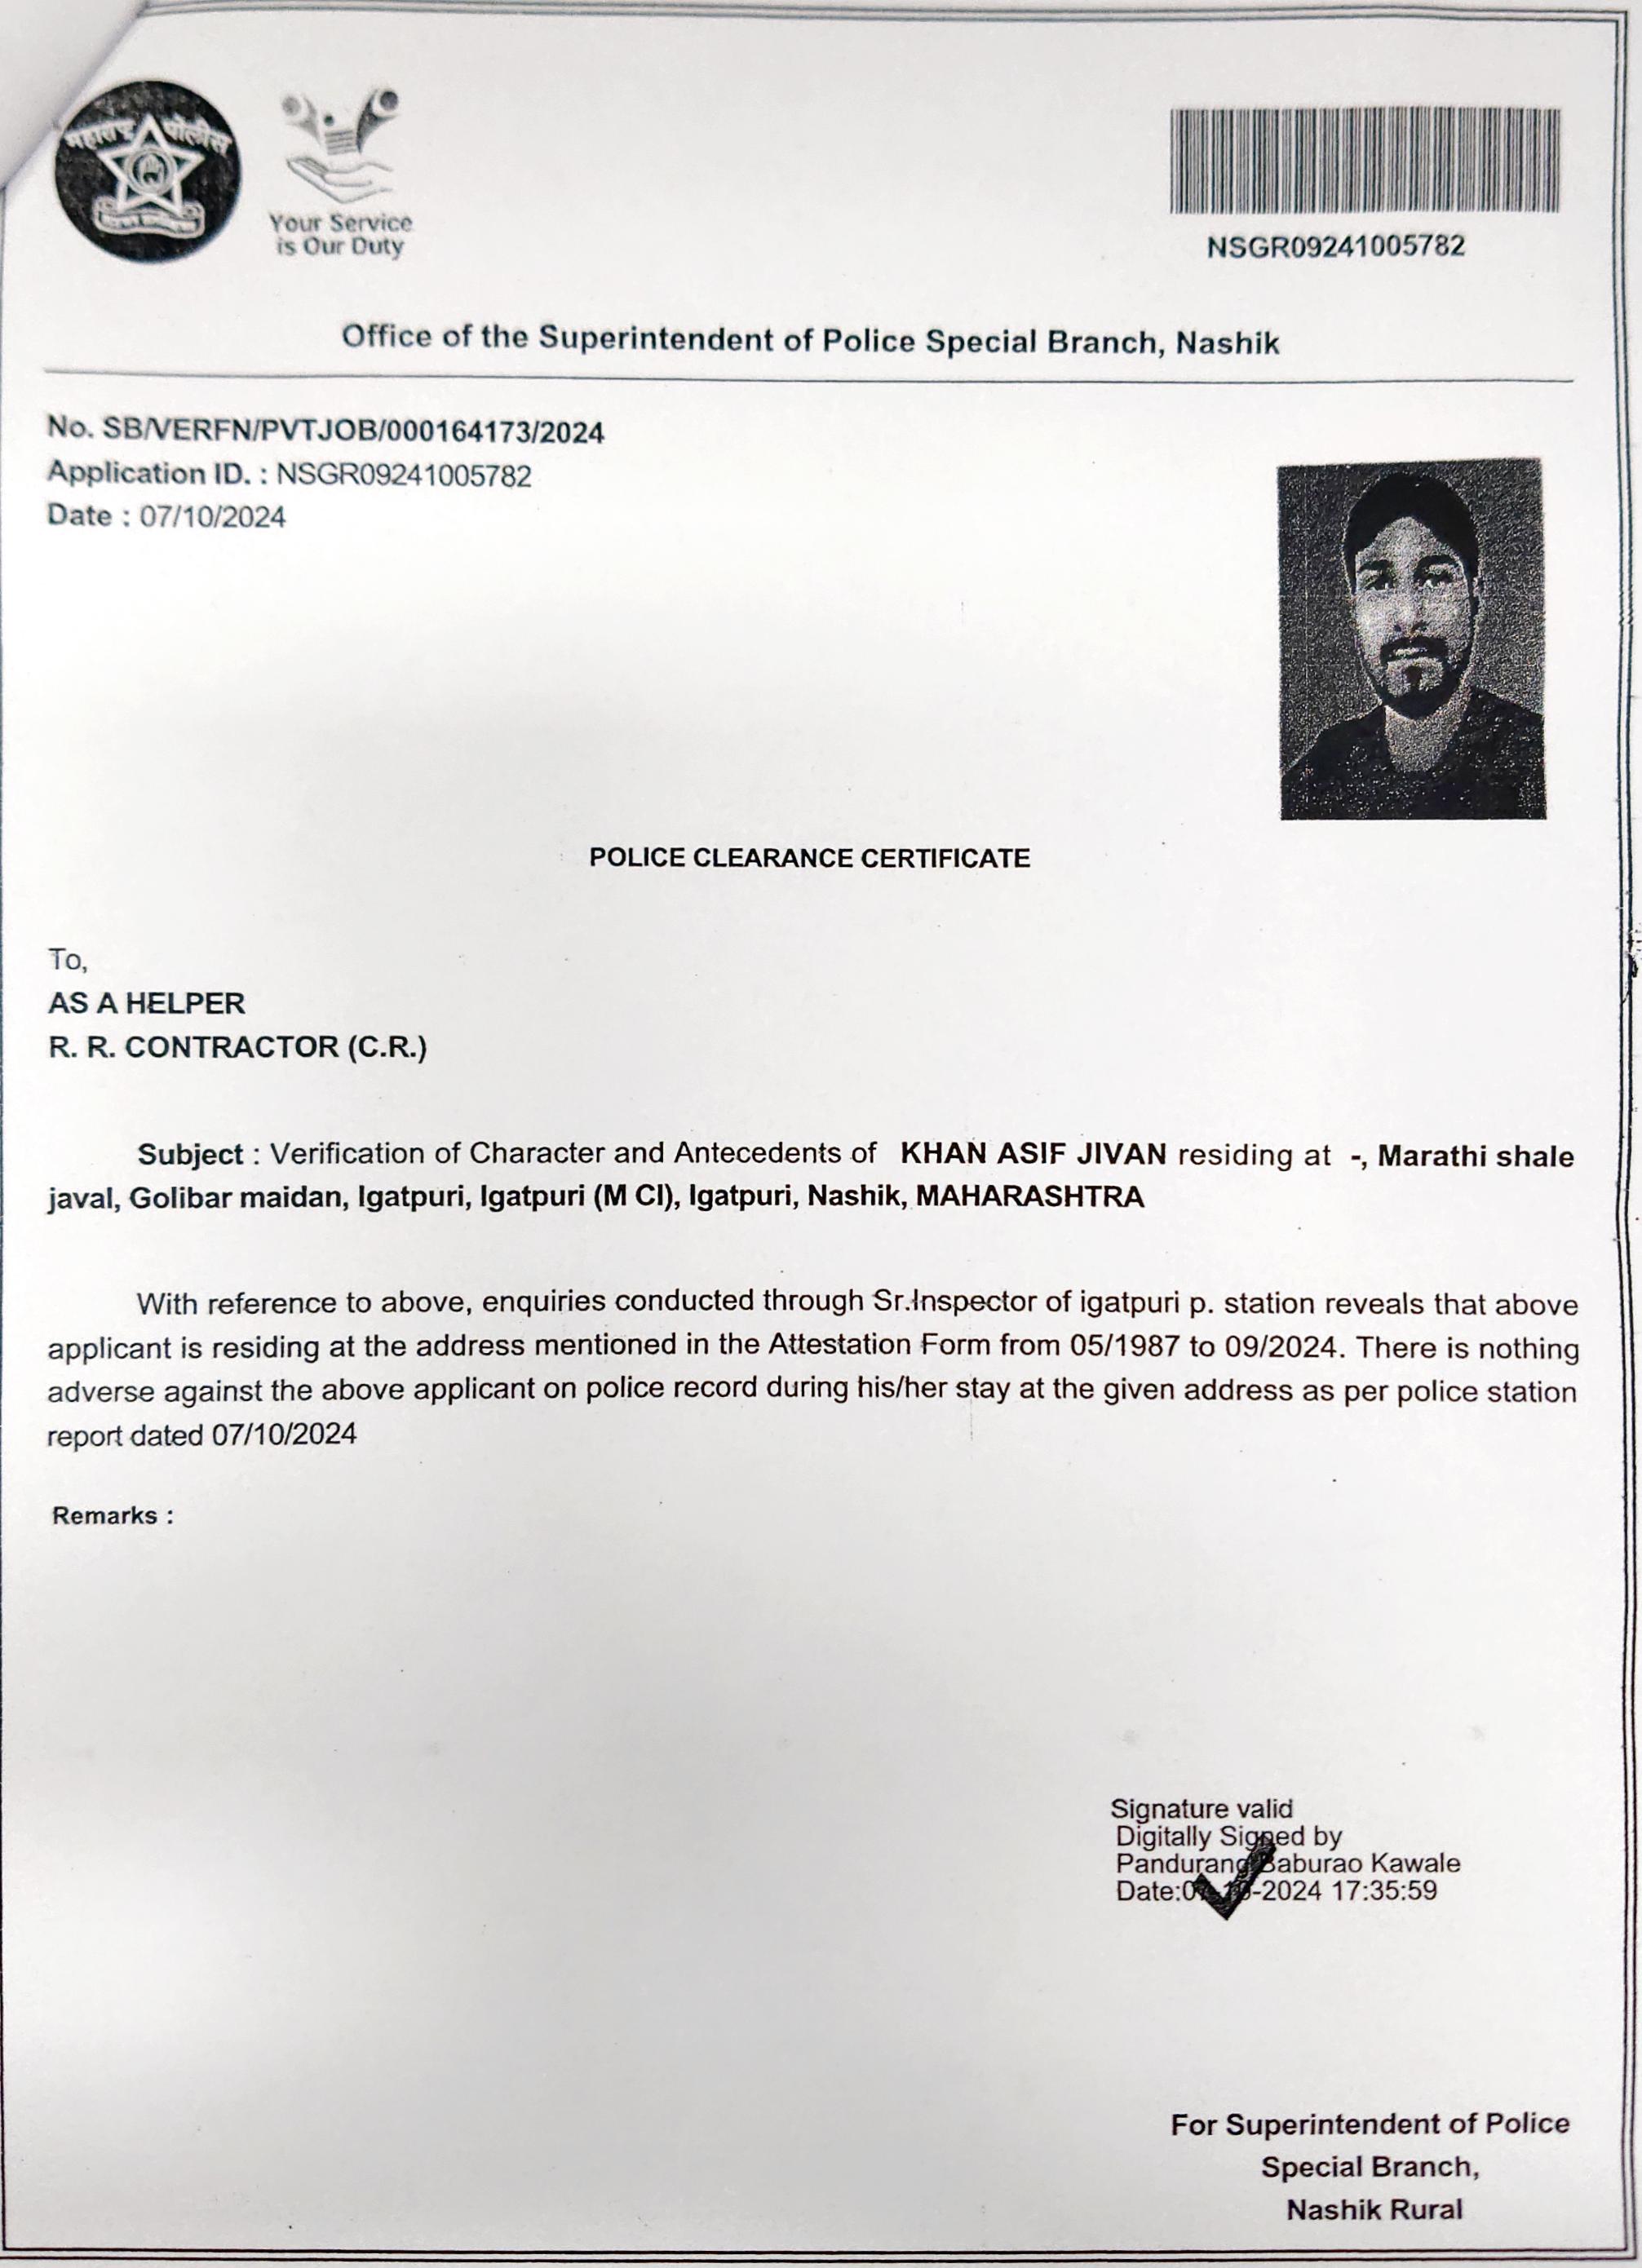 महाराष्ट्र पोलीस
Your Service
is Our Duty
NSGR09241005782
Office of the Superintendent of Police Special Branch, Nashik
No. SB/VERFN/PVTJOB/000164173/2024
Application ID. : NSGR09241005782
Date : 07/10/2024
POLICE CLEARANCE CERTIFICATE
To,
AS A HELPER
R. R. CONTRACTOR (C.R.)
Subject : Verification of Character and Antecedents of KHAN ASIF JIVAN residing at -, Marathi shale
javal, Golibar maidan, Igatpuri, Igatpuri (M Cl), Igatpuri, Nashik, MAHARASHTRA
With reference to above, enquiries conducted through Sr.Inspector of igatpuri p. station reveals that above
applicant is residing at the address mentioned in the Attestation Form from 05/1987 to 09/2024. There is nothing
adverse against the above applicant on police record during his/her stay at the given address as per police station
report dated 07/10/2024
Remarks :
Signature valid
Digitally Signed by
Pandurang Baburao Kawale
Date:07-10-2024 17:35:59
For Superintendent of Police
Special Branch,
Nashik Rural